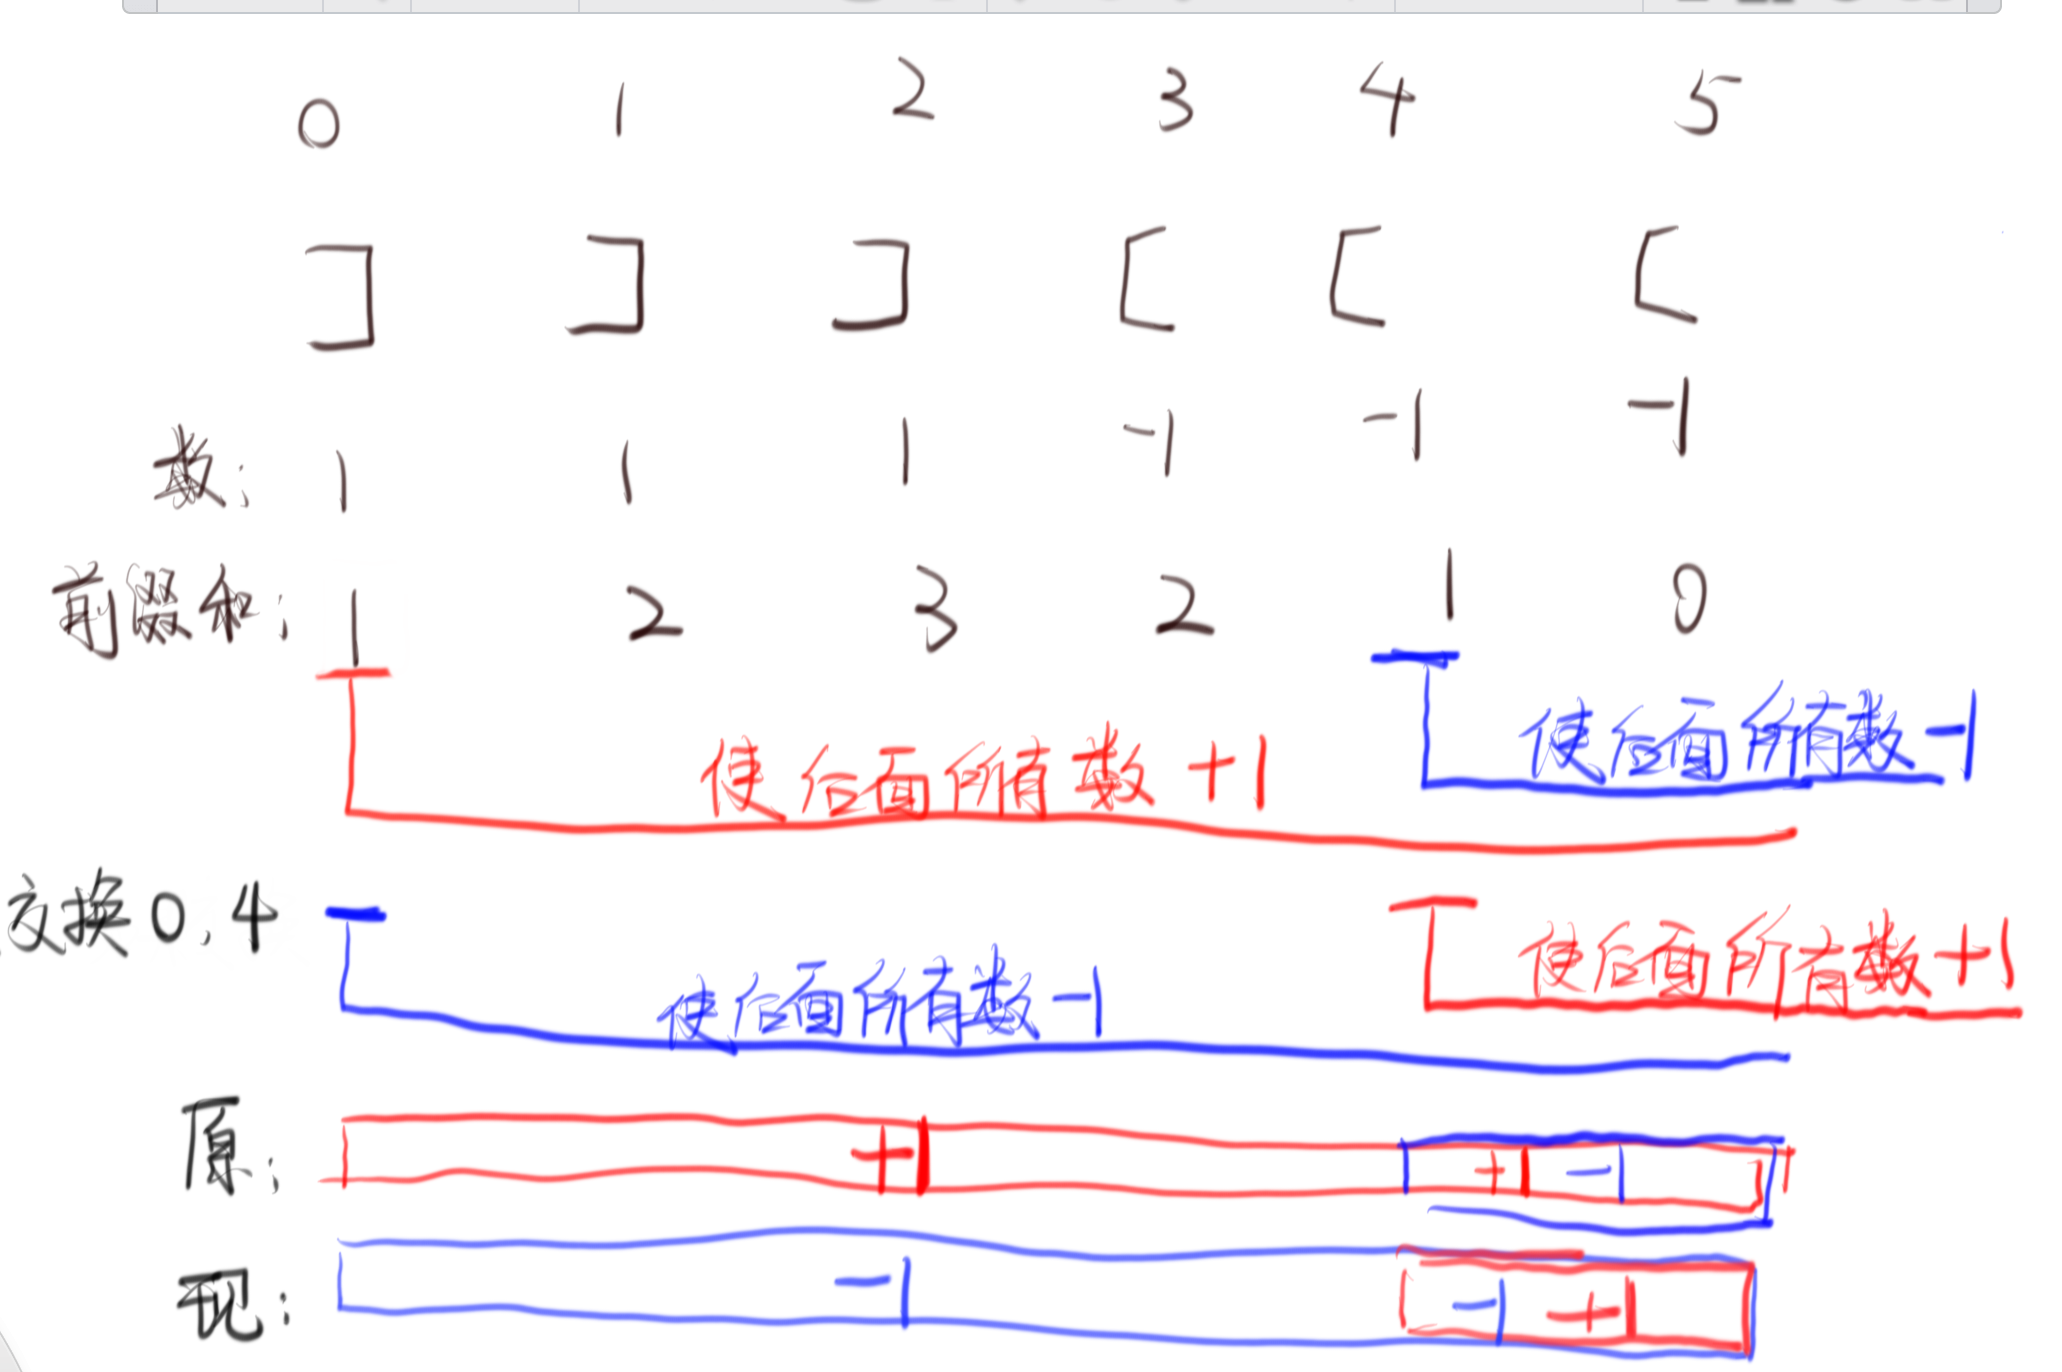 0 1 2 3 4 5
] ] ] [ [ [
数: 1 1 1 -1 -1 -1
前缀和: 1 2 3 2 1 0
使后面所有数-1
使后面所有数+1
交换0,4
使后面所有数+1
使后面所有数-1
原: +1 +1 -1
现: -1 -1 +1